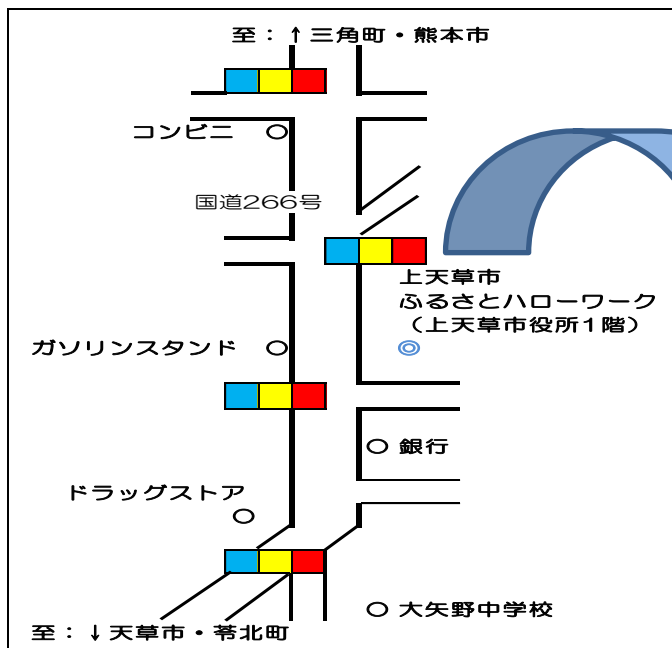 至：↑三角町・熊本市
コンビニ
国道266号
上天草市
ふるさとハローワーク
（上天草市役所1階）
ガソリンスタンド
銀行
ドラッグストア
大矢野中学校
至：↓天草市・苓北町